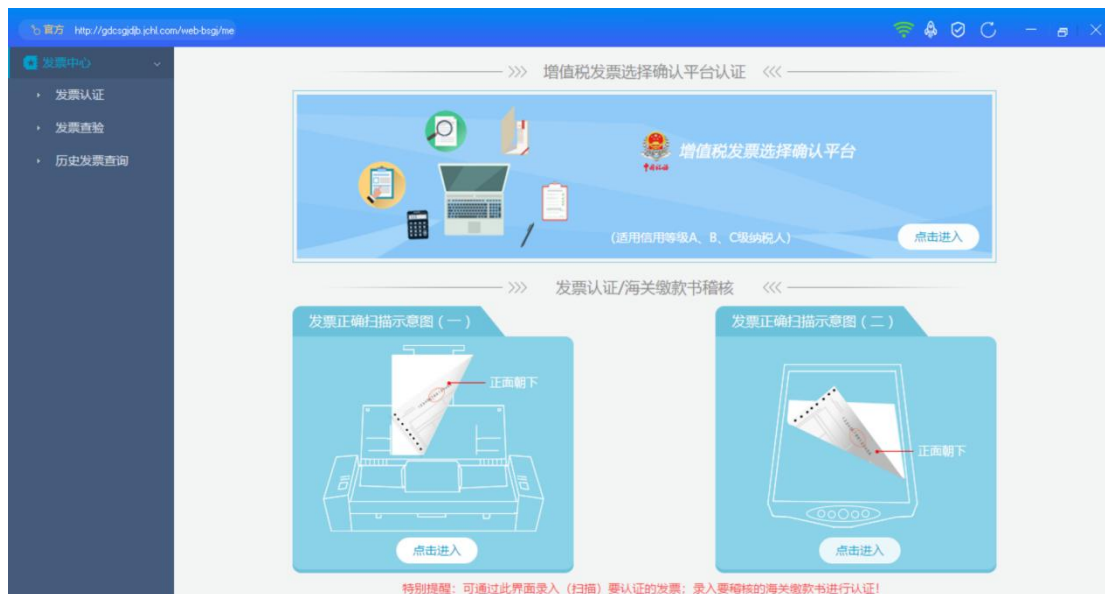 官方 http://gdcsgjdjb.jchl.com/web-bsgj/me
发票中心
发票认证
发票查验
历史发票查询
>>> 增值税发票选择确认平台认证 <<<
增值税发票选择确认平台
中国税务
(适用信用等级A、B、C级纳税人)
点击进入
>>> 发票认证/海关缴款书稽核 <<<
发票正确扫描示意图(一)
正面朝下
点击进入
发票正确扫描示意图(二)
正面朝下
点击进入
特别提醒:可通过此界面录入(扫描)要认证的发票;录入要稽核的海关缴款书进行认证!